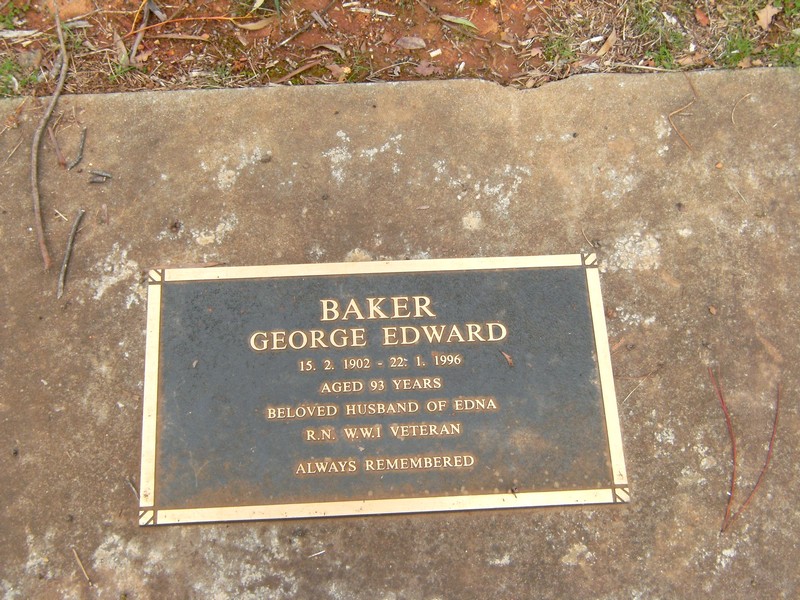 BAKER
GEORGE EDWARD
15. 2. 1902 - 22. 1. 1996
AGED 93 YEARS
BELOVED HUSBAND OF EDNA
R.N. W.W.I VETERAN
ALWAYS REMEMBERED